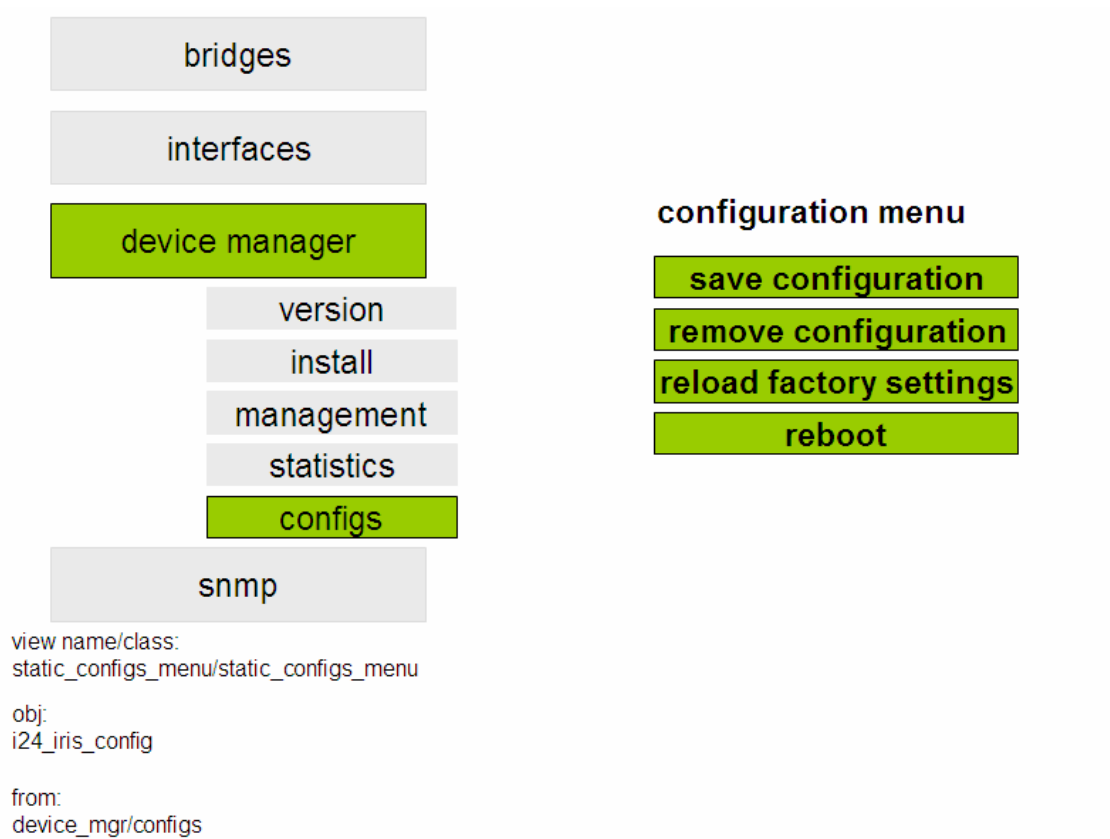 bridges
interfaces
device manager
version
install
management
statistics
configs
snmp
configuration menu
save configuration
remove configuration
reload factory settings
reboot
view name/class:
static_configs_menu/static_configs_menu
obj:
i24_iris_config
from:
device_mgr/configs